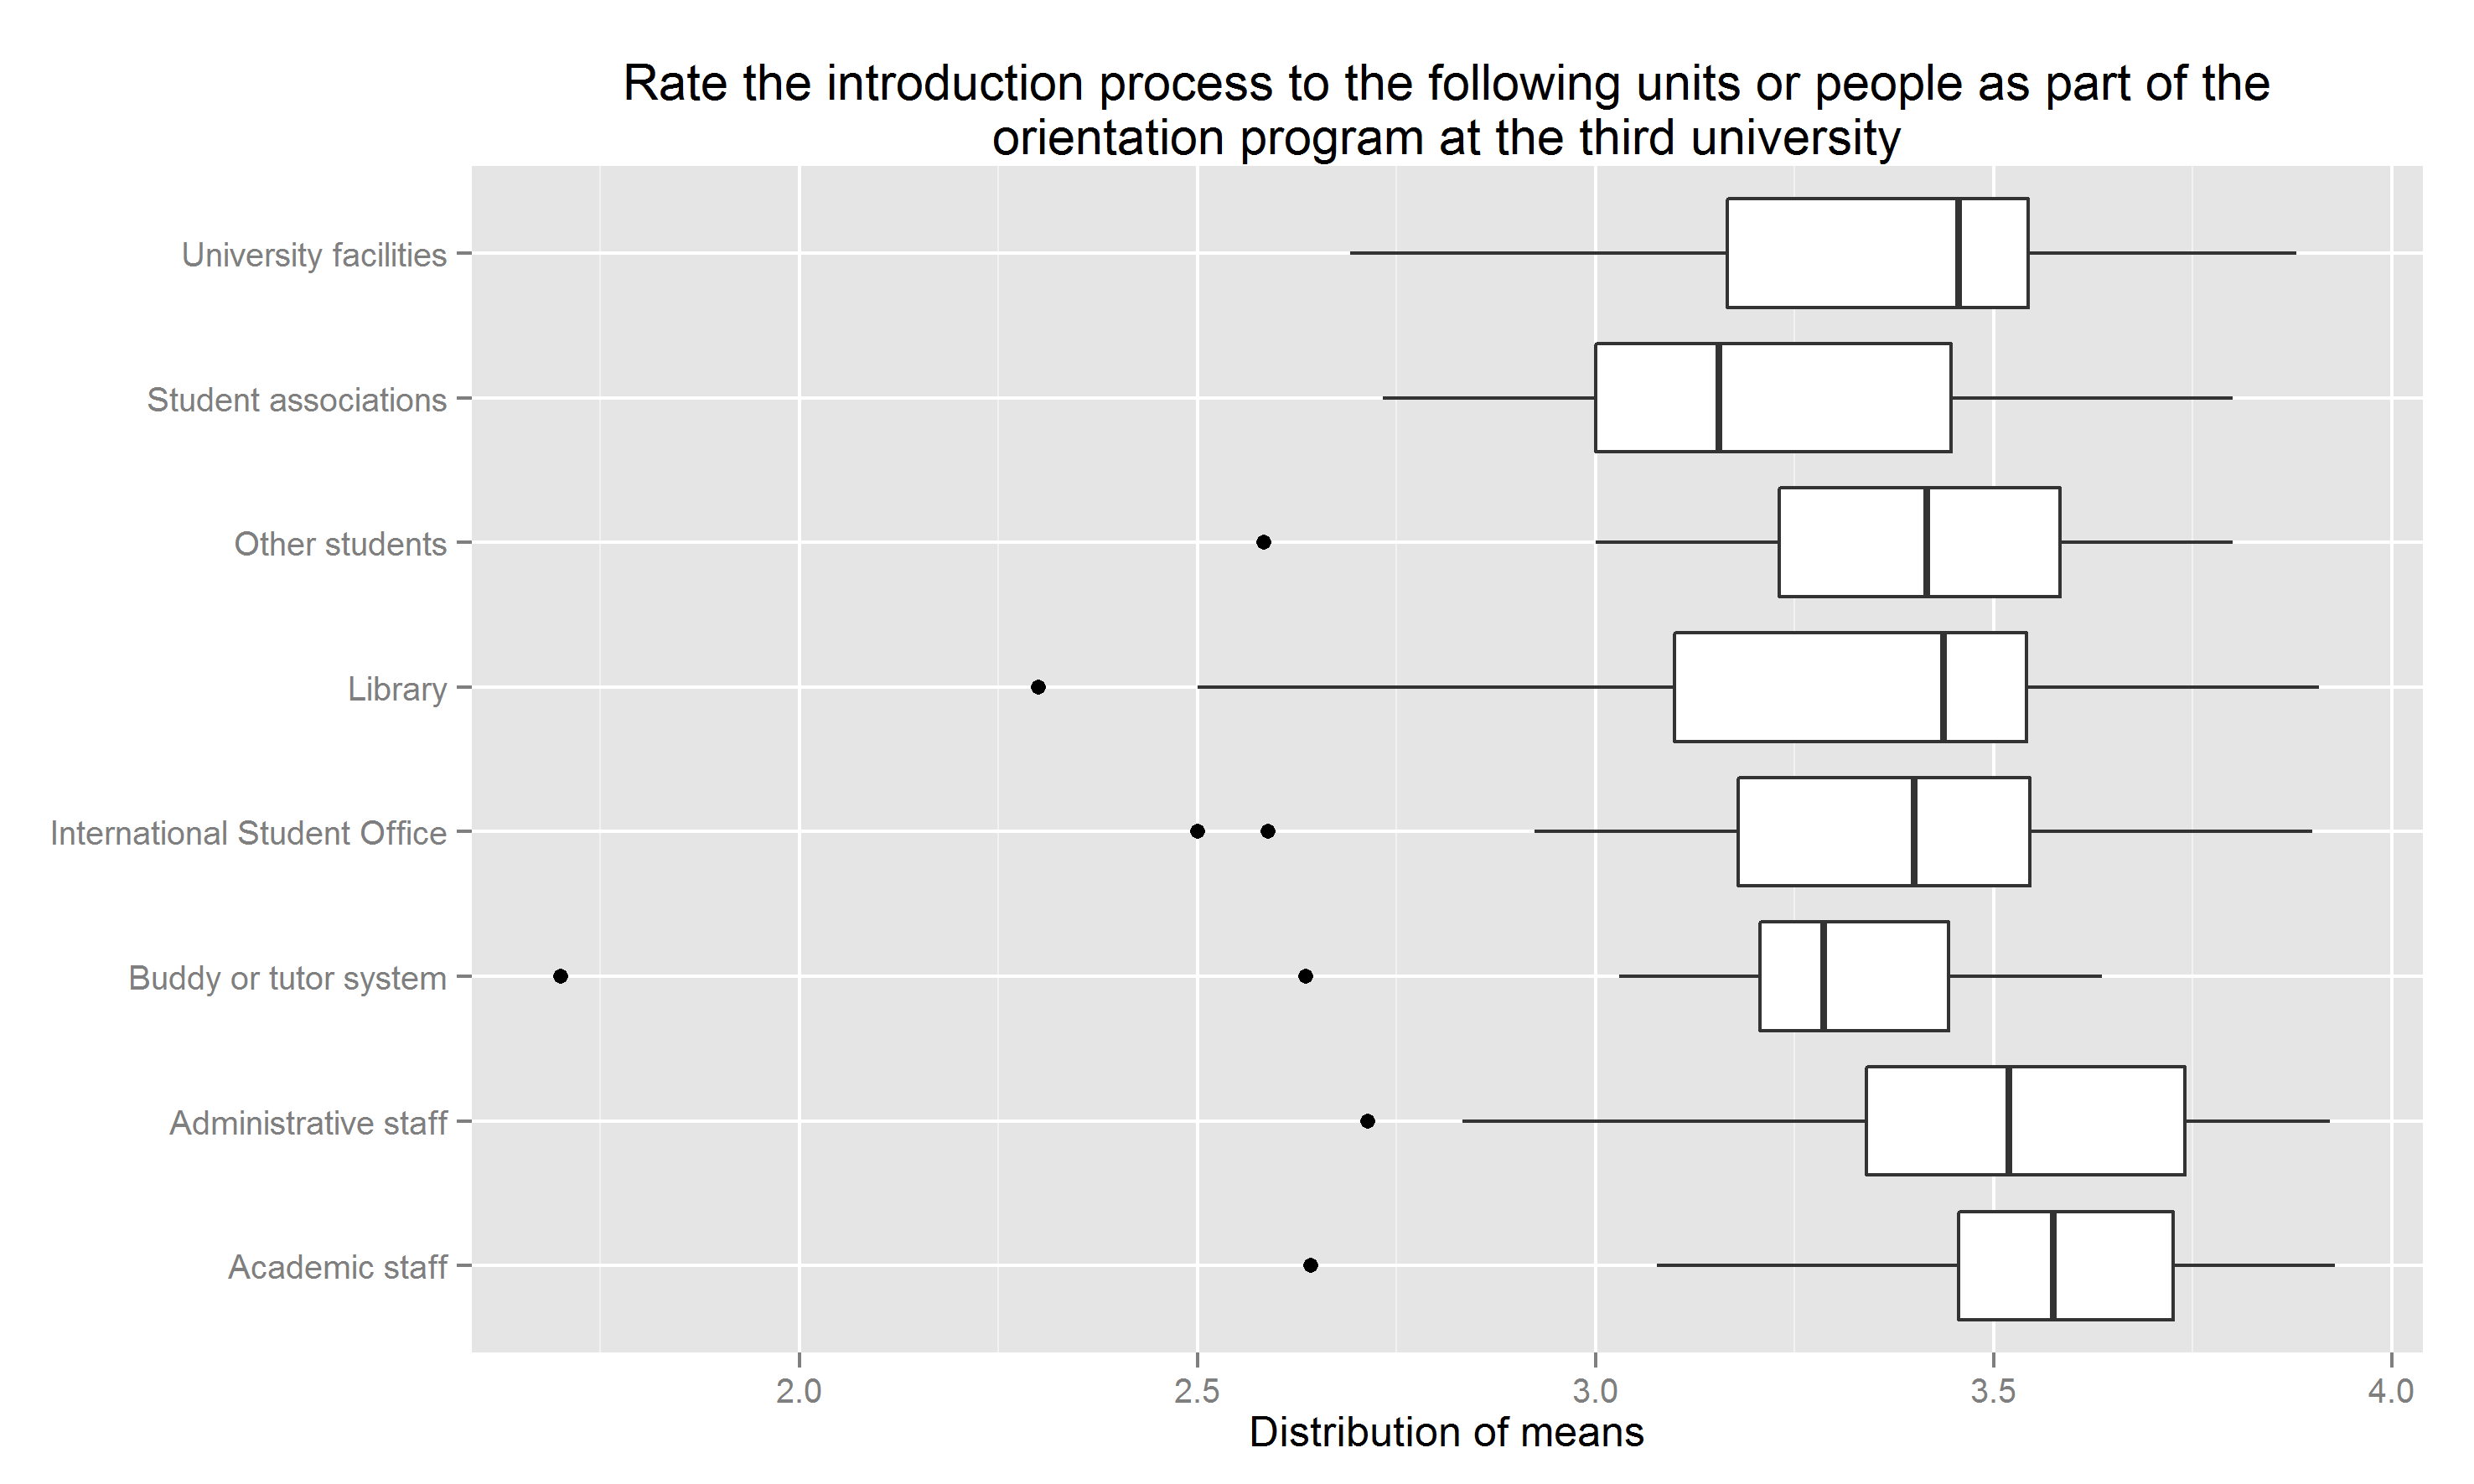 Rate the introduction process to the following units or people as part of the
orientation program at the third university
University facilities
Student associations
Other students
Library
International Student Office
Buddy or tutor system
Administrative staff
Academic staff
2.0 2.5 3.0 3.5 4.0
Distribution of means